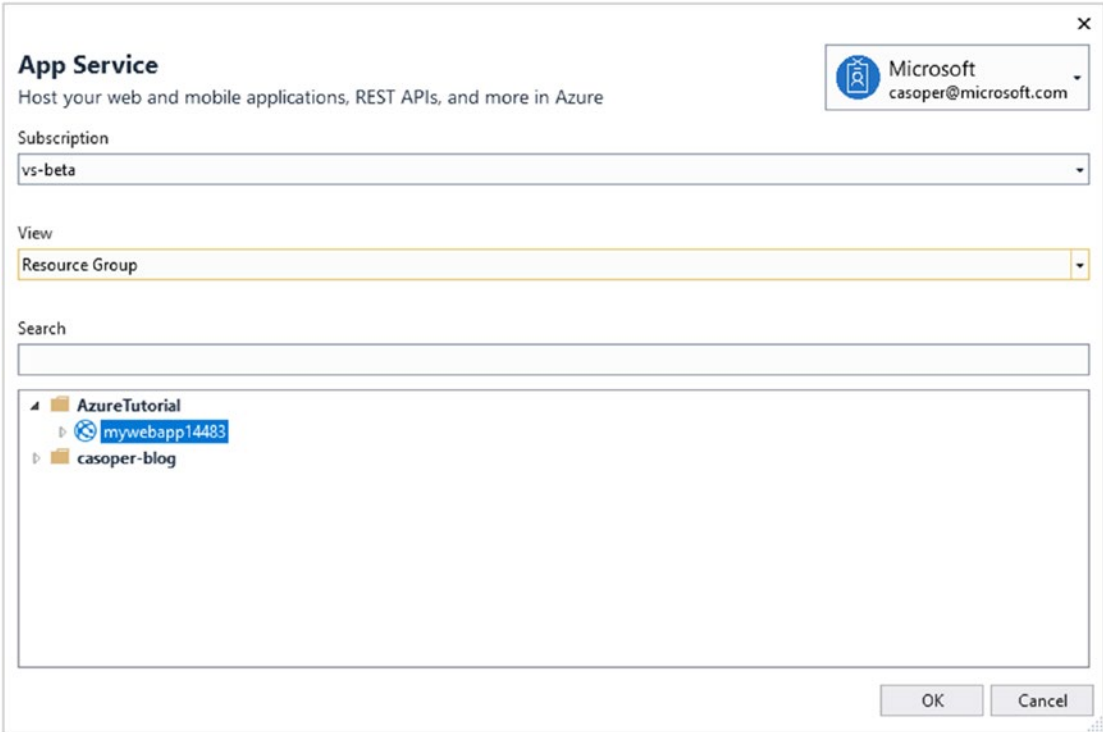 App Service
Host your web and mobile applications, REST APIs, and more in Azure
Microsoft
casoper@microsoft.com
Subscription
vs-beta
View
Resource Group
Search
AzureTutorial
mywebapp14483
casoper-blog
OK
Cancel